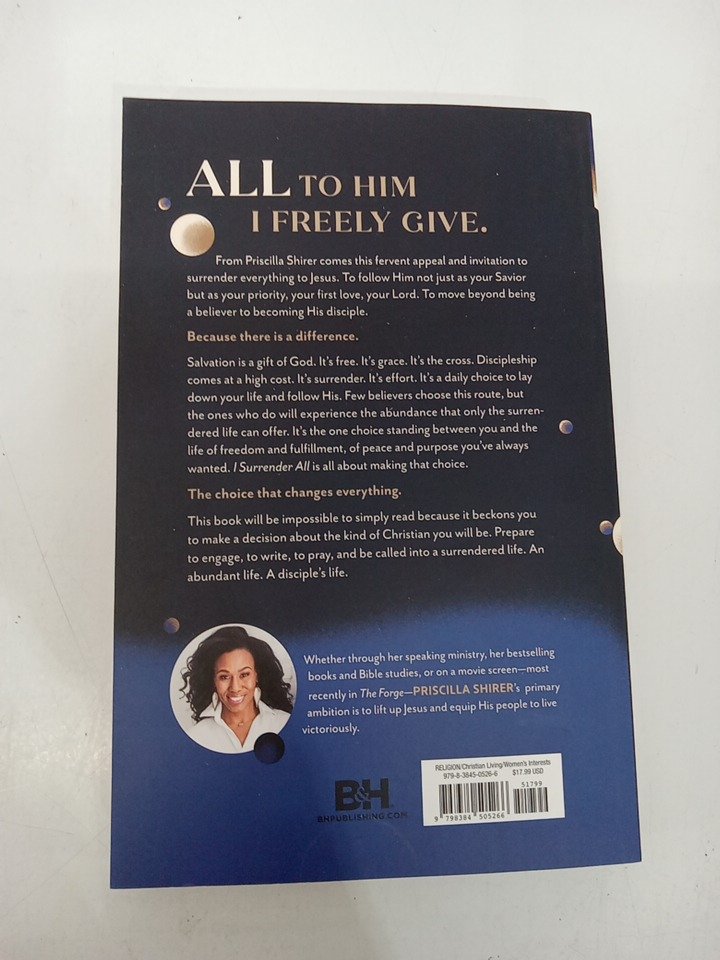 ALL TO HIM
I FREELY GIVE.
From Priscilla Shirer comes this fervent appeal and invitation to
surrender everything to Jesus. To follow Him not just as your Savior
but as your priority, your first love, your Lord. To move beyond being
a believer to becoming His disciple.
Because there is a difference.
Salvation is a gift of God. It's free. It's grace. It's the cross. Discipleship
comes at a high cost. It's surrender. It's effort. It's a daily choice to lay
down your life and follow His. Few believers choose this route, but
the ones who do will experience the abundance that only the surren-
dered life can offer. It's the one choice standing between you and the
life of freedom and fulfillment, of peace and purpose you've always
wanted. I Surrender All is all about making that choice.
The choice that changes everything.
This book will be impossible to simply read because it beckons you
to make a decision about the kind of Christian you will be. Prepare
to engage, to write, to pray, and be called into a surrendered life. An
abundant life. A disciple's life.
Whether through her speaking ministry, her bestselling
books and Bible studies, or on a movie screen—most
recently in The Forge—PRISCILLA SHIRER's primary
ambition is to lift up Jesus and equip His people to live
victoriously.
RELIGION/Christian Living/Women's Interests
979-8-3845-0526-6 $17.99 USD
51799
9 798384 505266
B&H
BHPUBLISHING.COM